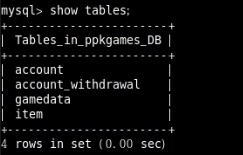 mysql> show tables;
+----------------------+
| Tables_in_ppkgames_DB |
+----------------------+
| account |
| account_withdrawal |
| gamedata |
| item |
+----------------------+
4 rows in set (0.00 sec)